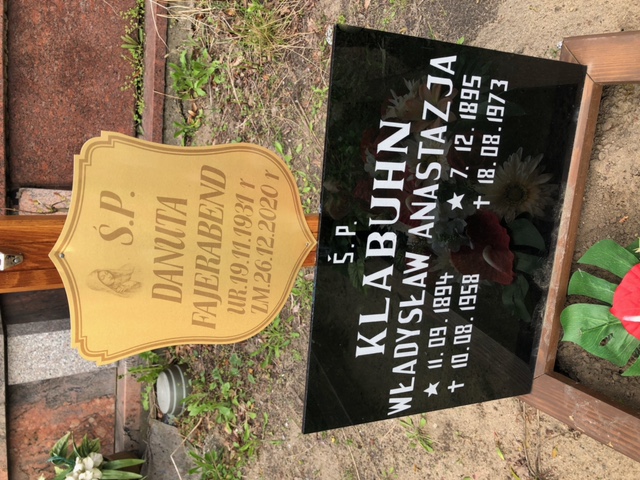 Ś.P.
DANUTA
FAJERABEND
UR.19.11.1931 r
ZM.26.12.2020 r
Ś.P
KLABUHN
WŁADYSŁAW ANASTAZJA
★ 11.09.1894 ★ 7.12.1895
✝ 10.08.1958 ✝ 18.08.1973